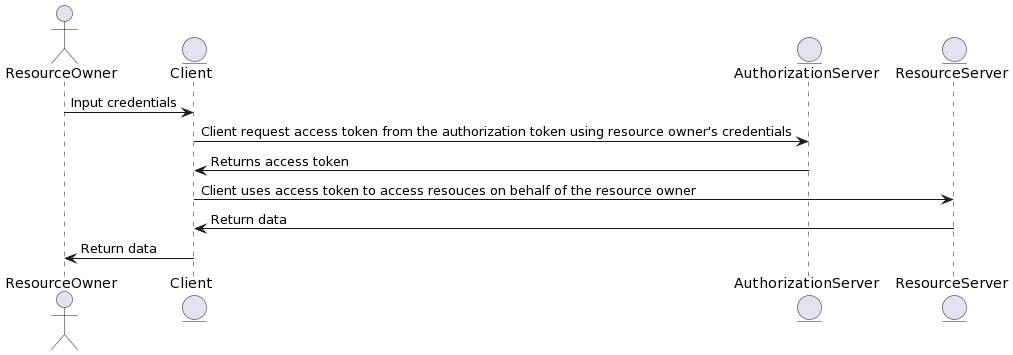 ResourceOwner
Client
AuthorizationServer
ResourceServer
Input credentials
Client request access token from the authorization token using resource owner's credentials
Returns access token
Client uses access token to access resouces on behalf of the resource owner
Return data
Return data
ResourceOwner
Client
AuthorizationServer
ResourceServer